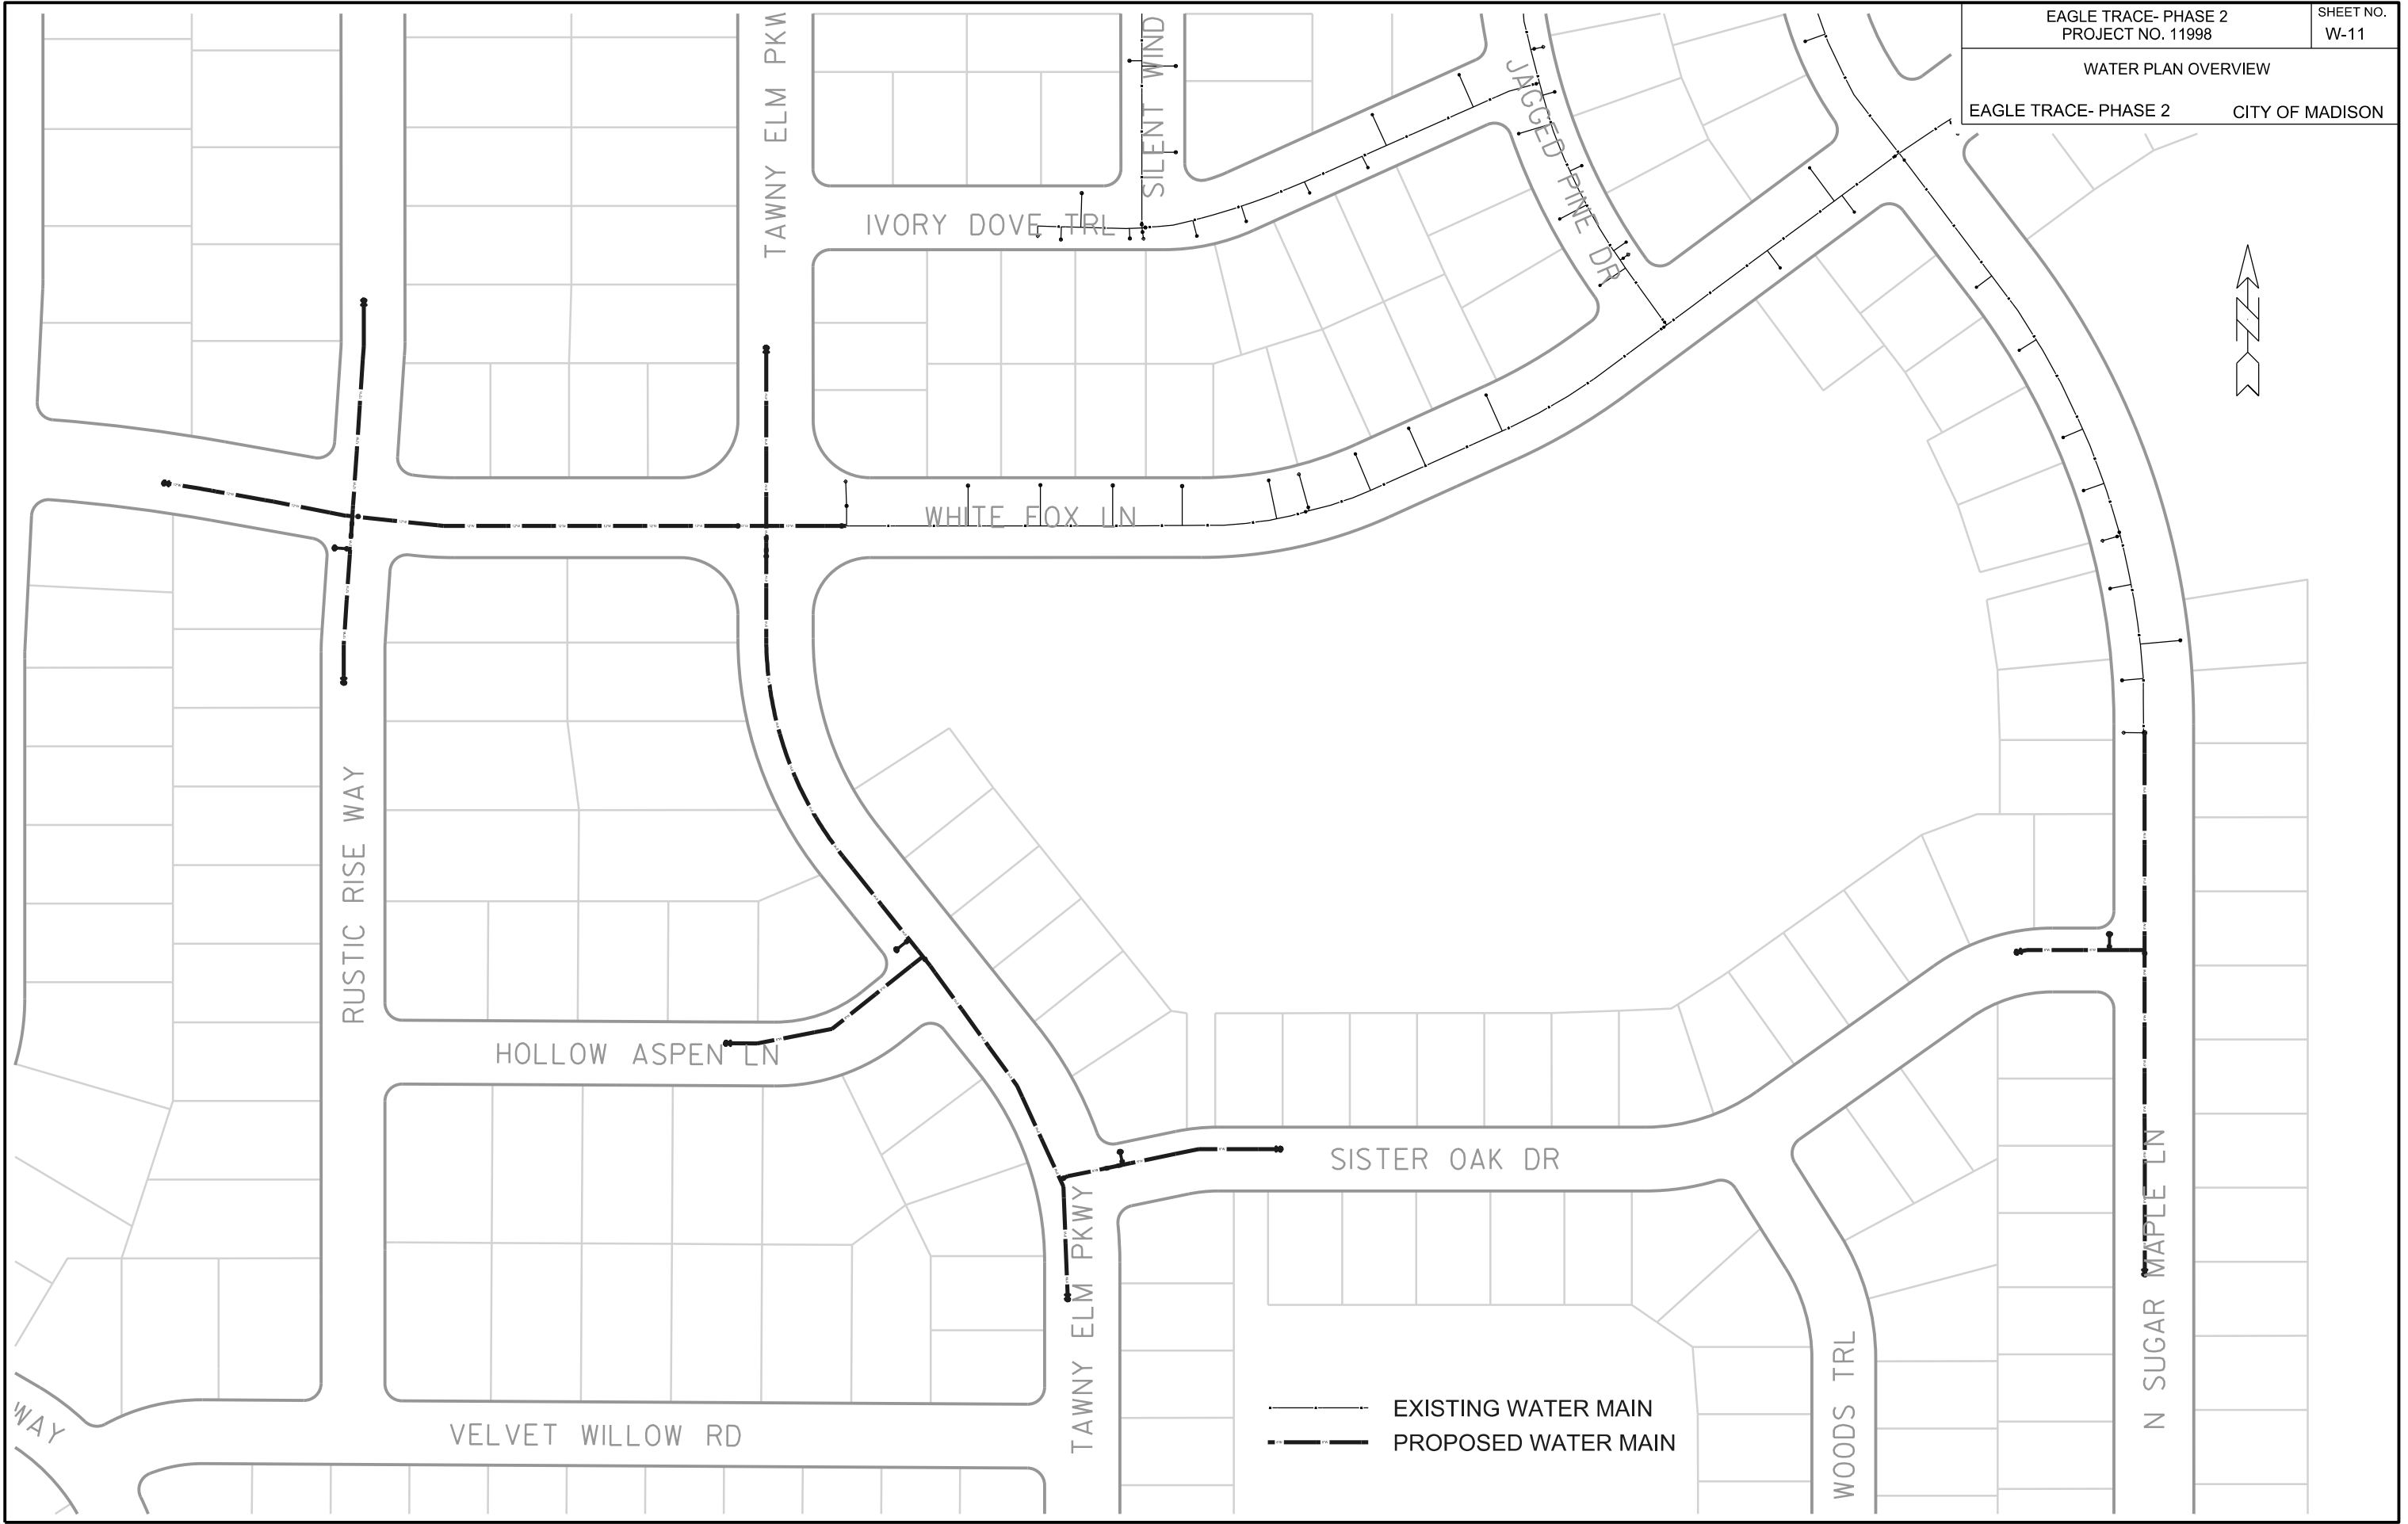 EAGLE TRACE- PHASE 2
PROJECT NO. 11998
SHEET NO.
W-11
WATER PLAN OVERVIEW
EAGLE TRACE- PHASE 2
CITY OF MADISON
TAWNY ELM PKW
SILENT WIND
JAGGED PINE DR
IVORY DOVE TRL
N
WHITE FOX LN
RUSTIC RISE WAY
HOLLOW ASPEN LN
SISTER OAK DR
TAWNY ELM PKWY
N SUGAR MAPLE LN
WOODS TRL
WAY
VELVET WILLOW RD
EXISTING WATER MAIN
PROPOSED WATER MAIN